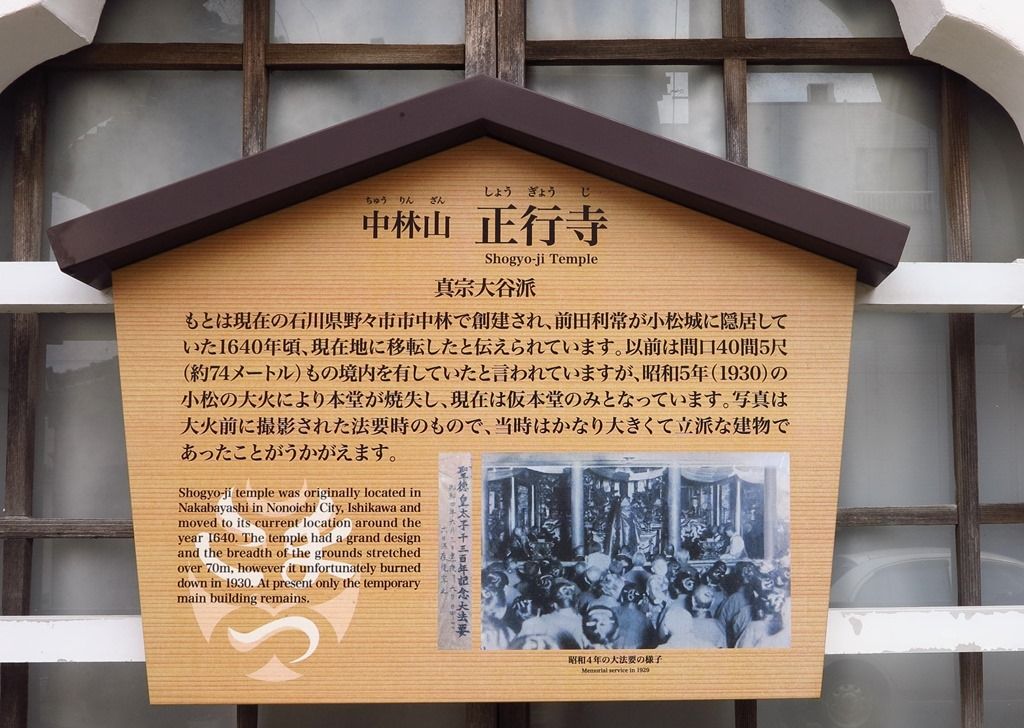 ちゅう りん ざん しょう ぎょう じ
中林山 正行寺
Shogyo-ji Temple
真宗大谷派
もとは現在の石川県野々市市中林で創建され、前田利常が小松城に隠居して
いた1640年頃、現在地に移転したと伝えられています。以前は間口40間5尺
（約74メートル）もの境内を有していたと言われていますが、昭和5年（1930）の
小松の大火により本堂が焼失し、現在は仮本堂のみとなっています。写真は
大火前に撮影された法要時のもので、当時はかなり大きくて立派な建物で
あったことがうかがえます。
Shogyo-ji temple was originally located in
Nakabayashi in Nonoichi City, Ishikawa and
moved to its current location around the
year 1640. The temple had a grand design
and the breadth of the grounds stretched
over 70m, however it unfortunately burned
down in 1930. At present only the temporary
main building remains.
聖徳皇太子千三百年記念大法要
昭和4年の大法要の様子
Memorial service in 1929